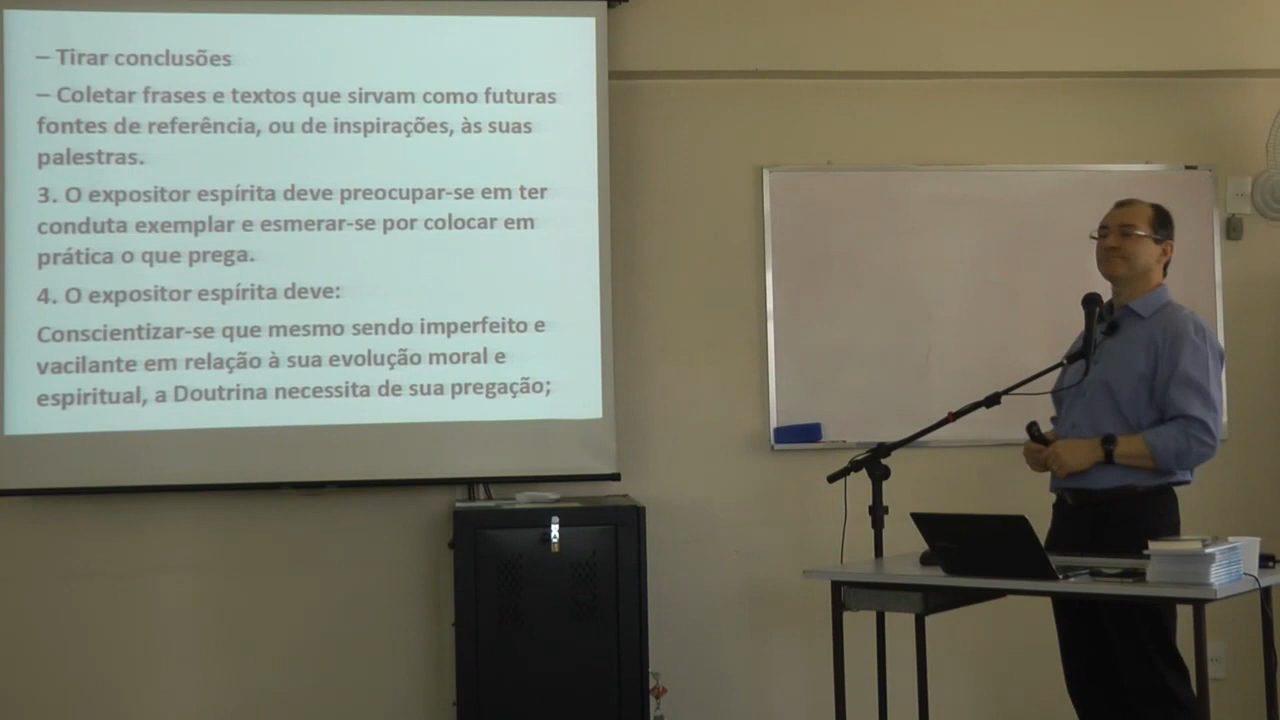 – Tirar conclusões
– Coletar frases e textos que sirvam como futuras
fontes de referência, ou de inspirações, às suas
palestras.
3. O expositor espírita deve preocupar-se em ter
conduta exemplar e esmerar-se por colocar em
prática o que prega.
4. O expositor espírita deve:
Conscientizar-se que mesmo sendo imperfeito e
vacilante em relação à sua evolução moral e
espiritual, a Doutrina necessita de sua pregação;